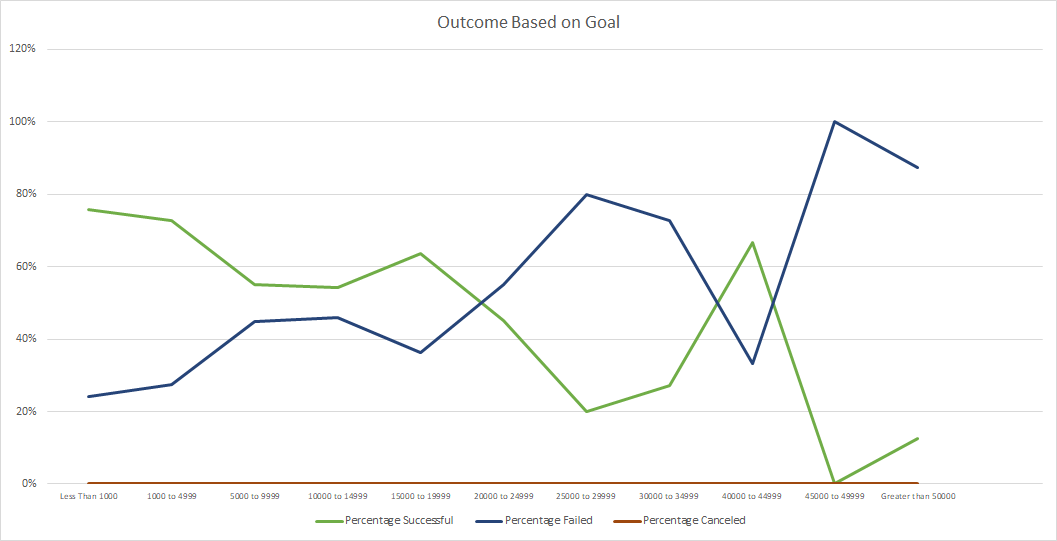 Outcome Based on Goal
120%
100%
80%
60%
40%
20%
0%
Less Than 1000 1000 to 4999 5000 to 9999 10000 to 14999 15000 to 19999 20000 to 24999 25000 to 29999 30000 to 34999 40000 to 44999 45000 to 49999 Greater than 50000
Percentage Successful Percentage Failed Percentage Canceled